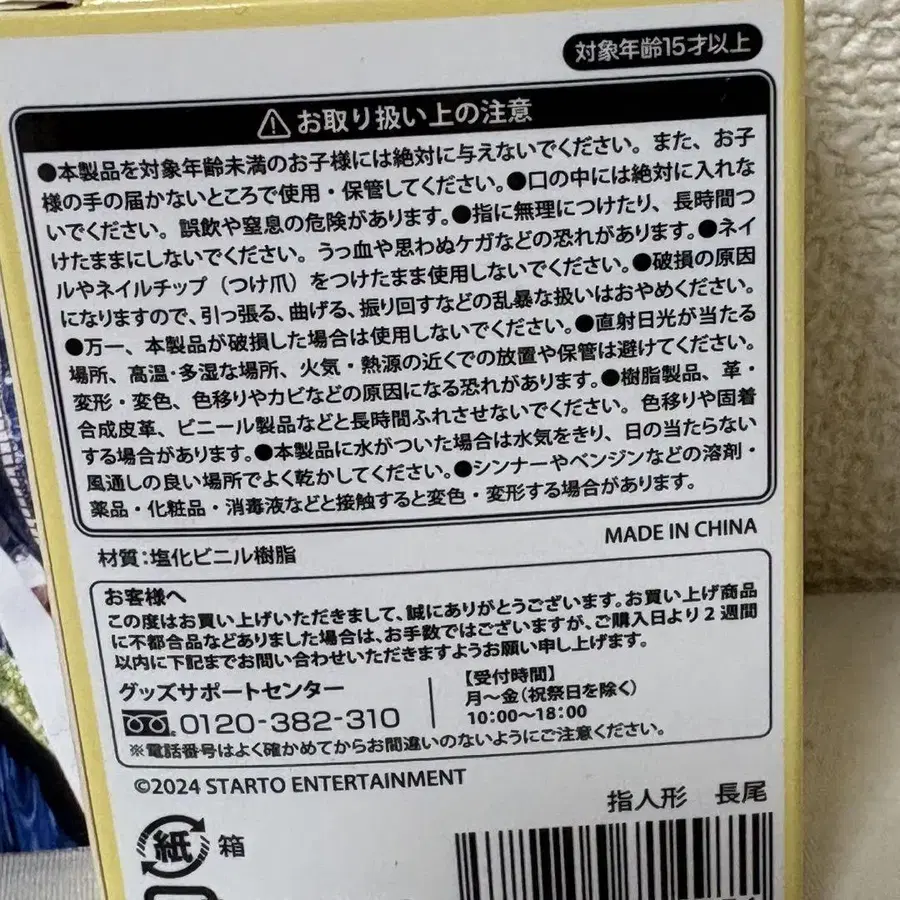 対象年齢15才以上
⚠お取り扱い上の注意
●本製品を対象年齢未満のお子様には絶対に与えないでください。また、お子
様の手の届かないところで使用・保管してください。●口の中には絶対に入れな
いでください。誤飲や窒息の危険があります。●指に無理につけたり、長時間つ
けたままにしないでください。うっ血や思わぬケガなどの恐れがあります。●ネイ
ルやネイルチップ（つけ爪）をつけたまま使用しないでください。●破損の原因
になりますので、引っ張る、曲げる、振り回すなどの乱暴な扱いはおやめください。
●万一、本製品が破損した場合は使用しないでください。●直射日光が当たる
場所、高温・多湿な場所、火気・熱源の近くでの放置や保管は避けてください。
変形・変色、色移りやカビなどの原因になる恐れがあります。●樹脂製品、革・
合成皮革、ビニール製品などと長時間ふれさせないでください。色移りや固着
する場合があります。●本製品に水がついた場合は水気をきり、日の当たらない
風通しの良い場所でよく乾かしてください。●シンナーやベンジンなどの溶剤・
薬品・化粧品・消毒液などと接触すると変色・変形する場合があります。
MADE IN CHINA
材質：塩化ビニル樹脂
お客様へ
この度はお買い上げいただきまして、誠にありがとうございます。お買い上げ商品
に不都合品などありました場合は、お手数ではございますが、ご購入日より2週間
以内に下記までお問い合わせいただきますようお願い申し上げます。
グッズサポートセンター
0120-382-310
【受付時間】
月～金（祝祭日を除く）
10:00～18:00
※電話番号はよく確かめてからお間違いのないようにご注意ください。
©2024 STARTO ENTERTAINMENT
指人形 長尾
紙 箱